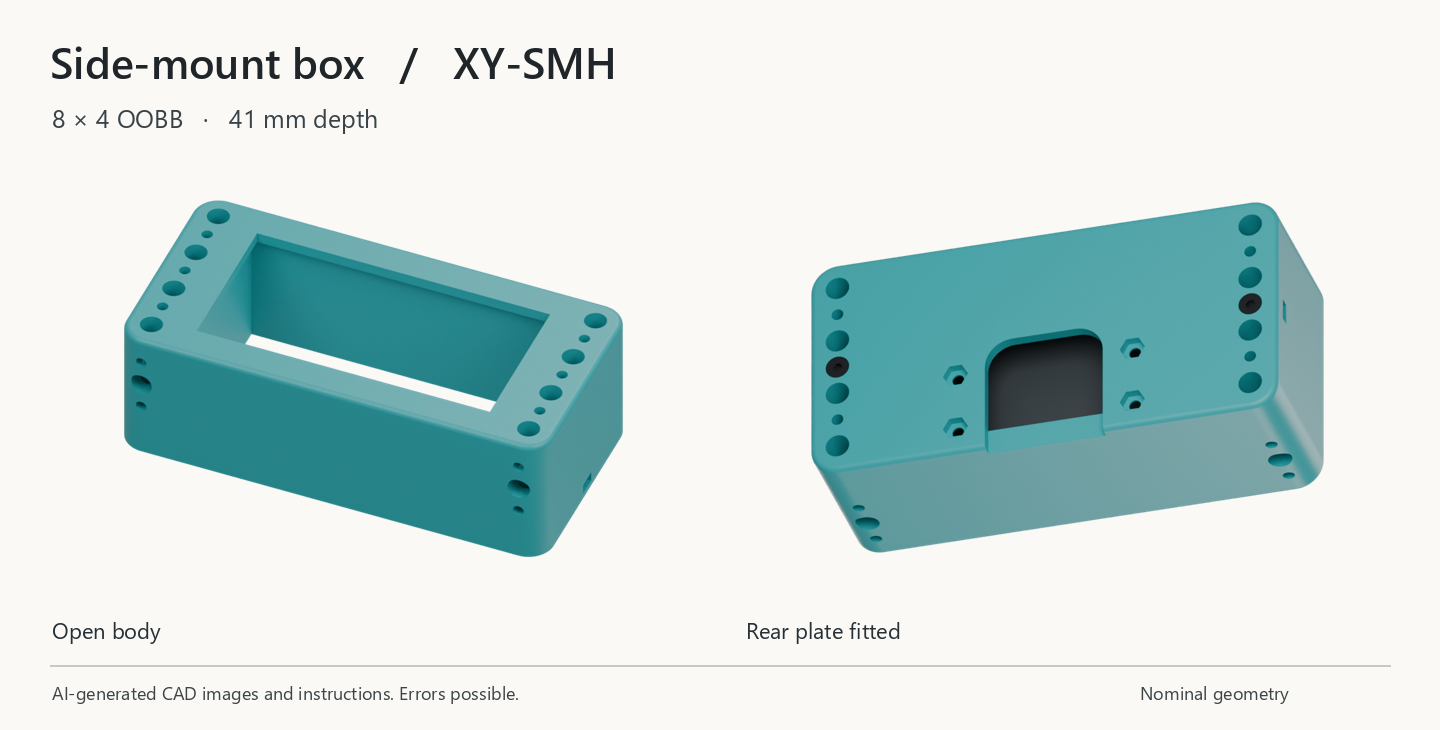 Side-mount box / XY-SMH
8 × 4 OOBB · 41 mm depth
Open body
Rear plate fitted
AI-generated CAD images and instructions. Errors possible.
Nominal geometry